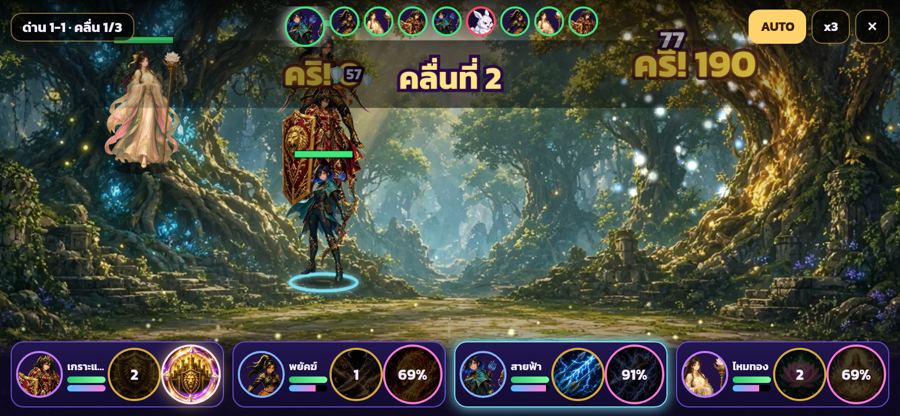 ด่าน 1-1 · คลื่น 1/3
AUTO
x3
×
77
คริ!
57
คลื่นที่ 2
คริ! 190
เกราะแ...
2
พยัคฆ์
1
69%
สายฟ้า
91%
โหมทอง
2
69%